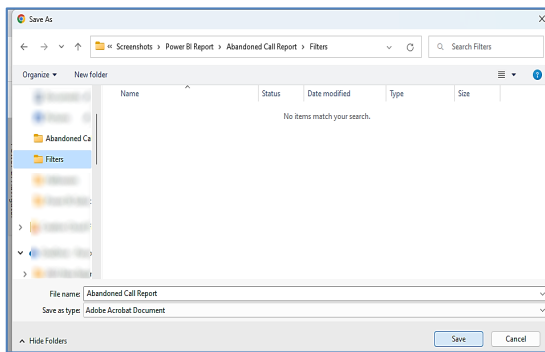 Save As
« Screenshots > Power BI Report > Abandoned Call Report > Filters
Search Filters
Organize
New folder
Name Status Date modified Type Size
No items match your search.
Abandoned Ca
Filters
File name: Abandoned Call Report
Save as type: Adobe Acrobat Document
Hide Folders
Save Cancel